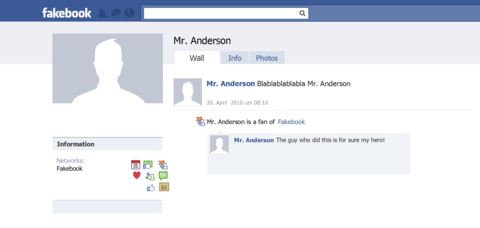 fakebook
Mr. Anderson
Wall Info Photos
Mr. Anderson Blablablablabla Mr. Anderson
30. April 2010 um 08:10
Mr. Anderson is a fan of Fakebook
Mr. Anderson The guy who did this is for sure my hero!
Information
Networks:
Fakebook